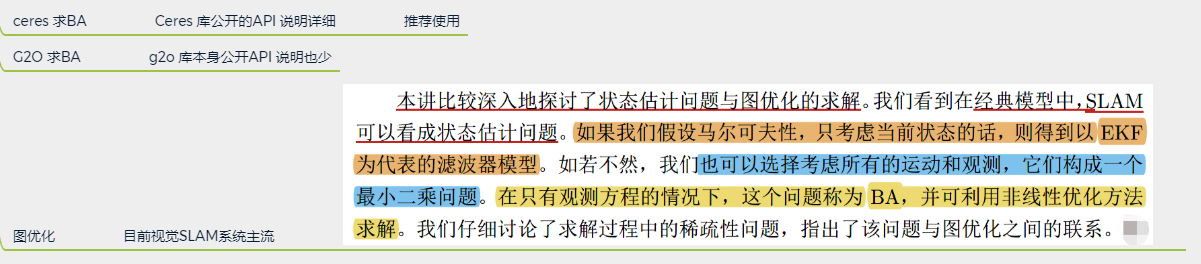 ceres 求BA Ceres 库公开的API 说明详细 推荐使用
G2O 求BA g2o 库本身公开API 说明也少
本讲比较深入地探讨了状态估计问题与图优化的求解。我们看到在经典模型中，SLAM
可以看成状态估计问题。如果我们假设马尔可夫性，只考虑当前状态的话，则得到以 EKF
为代表的滤波器模型。如若不然，我们也可以选择考虑所有的运动和观测，它们构成一个
最小二乘问题。在只有观测方程的情况下，这个问题称为 BA，并可利用非线性优化方法
求解。我们仔细讨论了求解过程中的稀疏性问题，指出了该问题与图优化之间的联系。
图优化 目前视觉SLAM系统主流